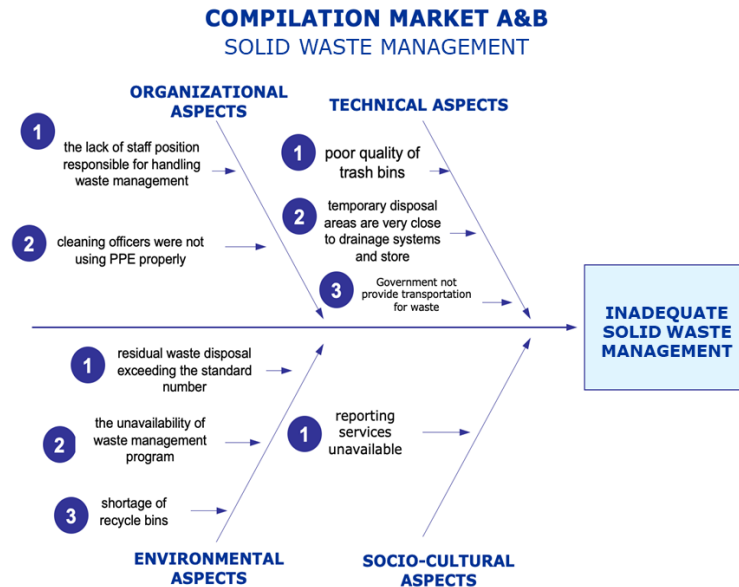 COMPILATION MARKET A&B
SOLID WASTE MANAGEMENT
ORGANIZATIONAL
ASPECTS
TECHNICAL ASPECTS
1
the lack of staff position
responsible for handling
waste management
2
cleaning officers were not
using PPE properly
1
poor quality of
trash bins
2
temporary disposal
areas are very close
to drainage systems
and store
3
Government not
provide transportation
for waste
INADEQUATE
SOLID WASTE
MANAGEMENT
1
residual waste disposal
exceeding the standard
number
2
the unavailability of
waste management
program
3
shortage of
recycle bins
1
reporting
services
unavailable
ENVIRONMENTAL
ASPECTS
SOCIO-CULTURAL
ASPECTS